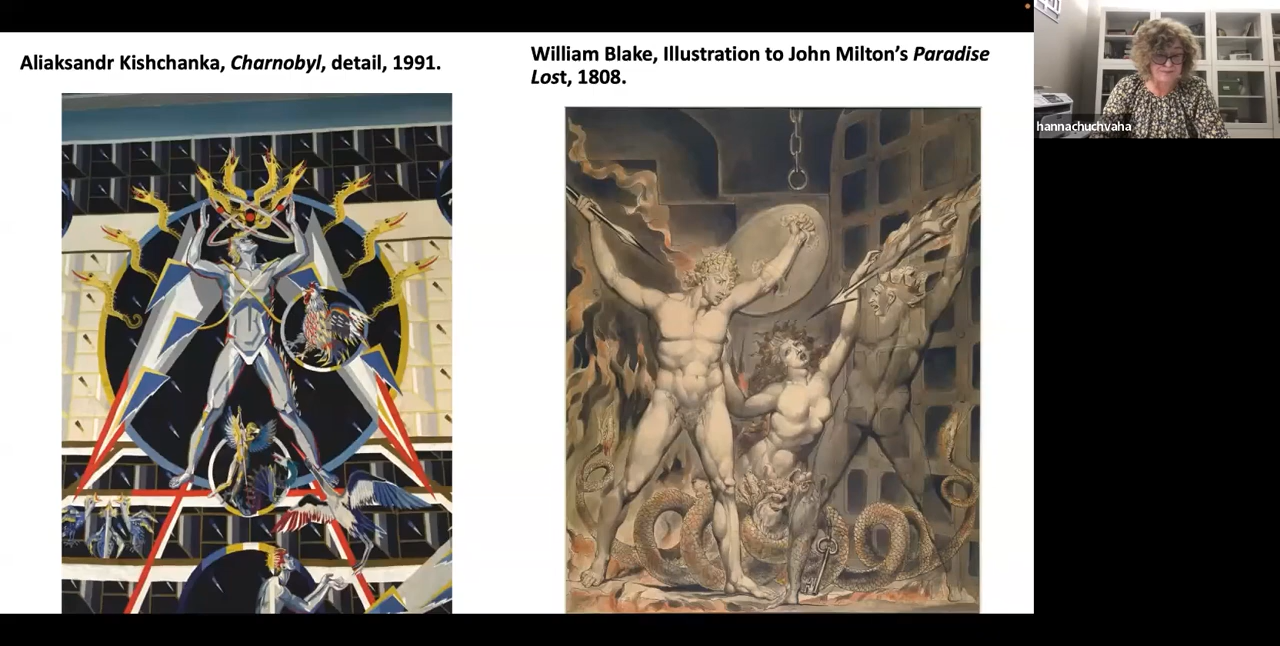 Aliaksandr Kishchanka, Charnobyl, detail, 1991.
William Blake, Illustration to John Milton’s Paradise
Lost, 1808.
hannachuchvaha